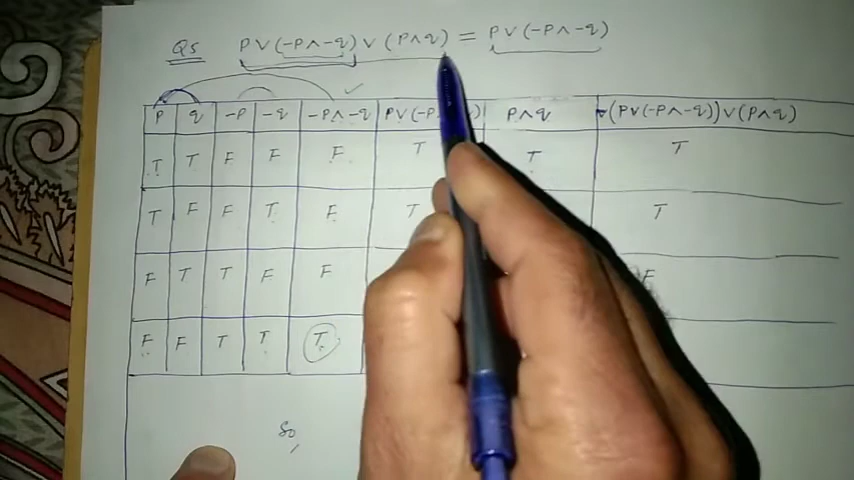 Q5 P∨(-P∧-q)∨(P∧q) = P∨(-P∧-q)
P q -P -q -P∧-q P∨(-P q) P∧q (P∨(-P∧-q))∨(P∧q)
T T F F F T T T
T F F T F T T
F T T F F F
F F T T T
So,